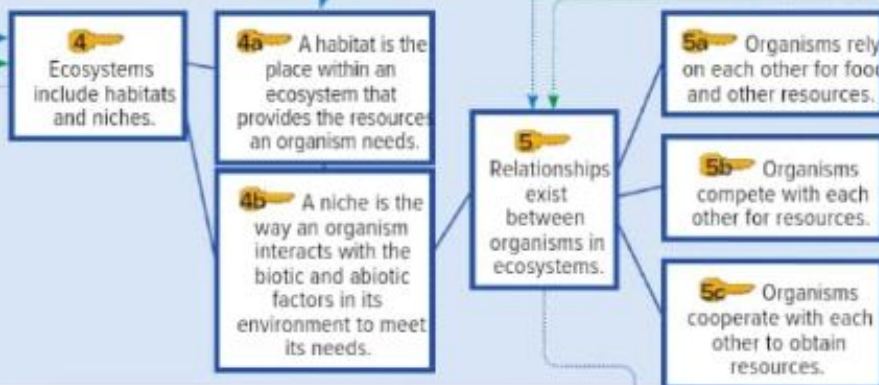 4
Ecosystems
include habitats
and niches.
4a A habitat is the
place within an
ecosystem that
provides the resources
an organism needs.
4b A niche is the
way an organism
interacts with the
biotic and abiotic
factors in its
environment to meet
its needs.
5
Relationships
exist
between
organisms in
ecosystems.
5a Organisms rely
on each other for food
and other resources.
5b Organisms
compete with each
other for resources.
5c Organisms
cooperate with each
other to obtain
resources.